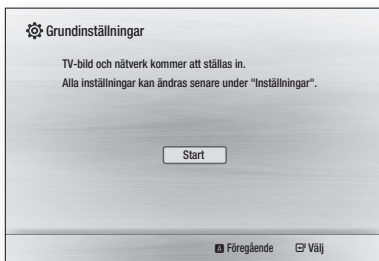 Grundinställningar
TV-bild och nätverk kommer att ställas in.
Alla inställningar kan ändras senare under "Inställningar".
Start
A Föregående Välj